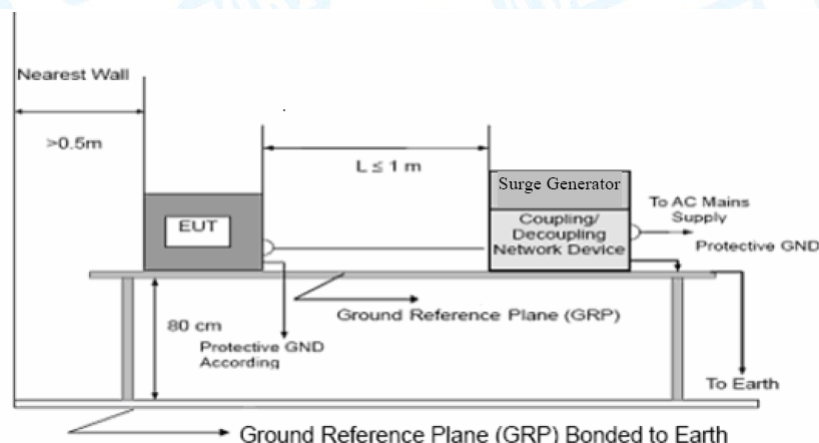 Nearest Wall
>0.5m
L ≤ 1 m
EUT
Surge Generator
Coupling/
Decoupling
Network Device
To AC Mains
Supply
Protective GND
Ground Reference Plane (GRP)
80 cm
Protective GND
According
To Earth
Ground Reference Plane (GRP) Bonded to Earth